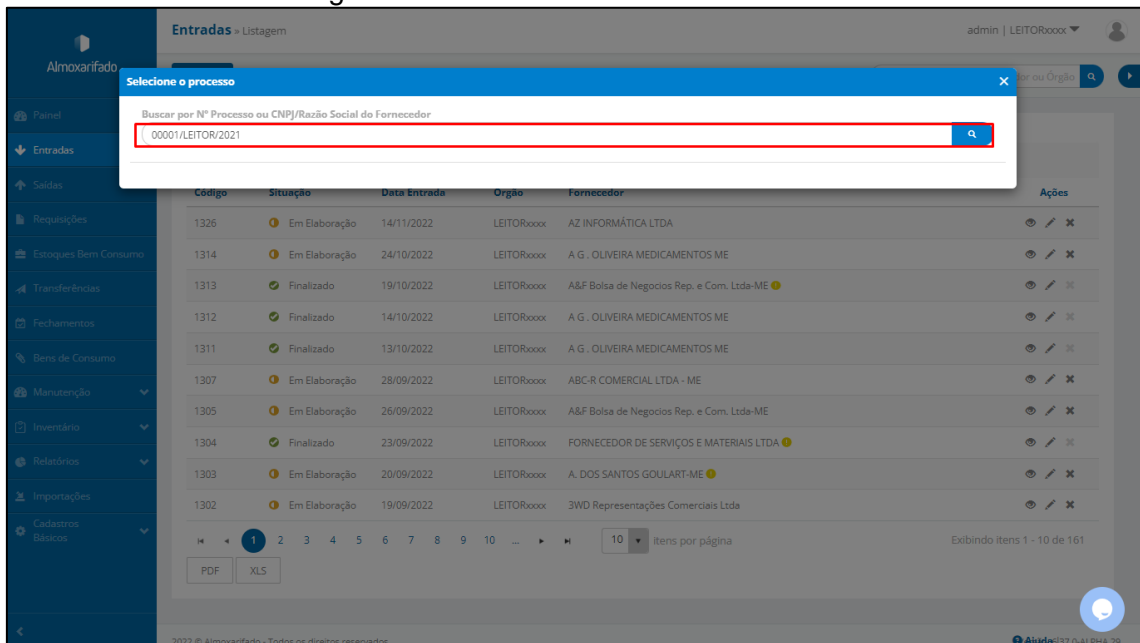 Entradas » Listagem
admin | LEITORxxxx
Almoxarifado
Selecione o processo
dor ou Órgão
Buscar por Nº Processo ou CNPJ/Razão Social do Fornecedor
00001/LEITOR/2021
Painel
Entradas
Saídas
Requisições
Estoques Bem Consumo
Transferências
Fechamentos
Bens de Consumo
Manutenção
Inventário
Relatórios
Importações
Cadastros
Básicos
Código Situação Data Entrada Órgão Fornecedor Ações
1326 Em Elaboração 14/11/2022 LEITORxxxx AZ INFORMÁTICA LTDA
1314 Em Elaboração 24/10/2022 LEITORxxxx A G . OLIVEIRA MEDICAMENTOS ME
1313 Finalizado 19/10/2022 LEITORxxxx A&F Bolsa de Negocios Rep. e Com. Ltda-ME
1312 Finalizado 14/10/2022 LEITORxxxx A G . OLIVEIRA MEDICAMENTOS ME
1311 Finalizado 13/10/2022 LEITORxxxx A G . OLIVEIRA MEDICAMENTOS ME
1307 Em Elaboração 28/09/2022 LEITORxxxx ABC-R COMERCIAL LTDA - ME
1305 Em Elaboração 26/09/2022 LEITORxxxx A&F Bolsa de Negocios Rep. e Com. Ltda-ME
1304 Finalizado 23/09/2022 LEITORxxxx FORNECEDOR DE SERVIÇOS E MATERIAIS LTDA
1303 Em Elaboração 20/09/2022 LEITORxxxx A. DOS SANTOS GOULART-ME
1302 Em Elaboração 19/09/2022 LEITORxxxx 3WD Representações Comerciais Ltda
1 2 3 4 5 6 7 8 9 10 ... 10 itens por página Exibindo itens 1 - 10 de 161
PDF XLS
2022 © Almoxarifado - Todos os direitos reservados
Ajuda